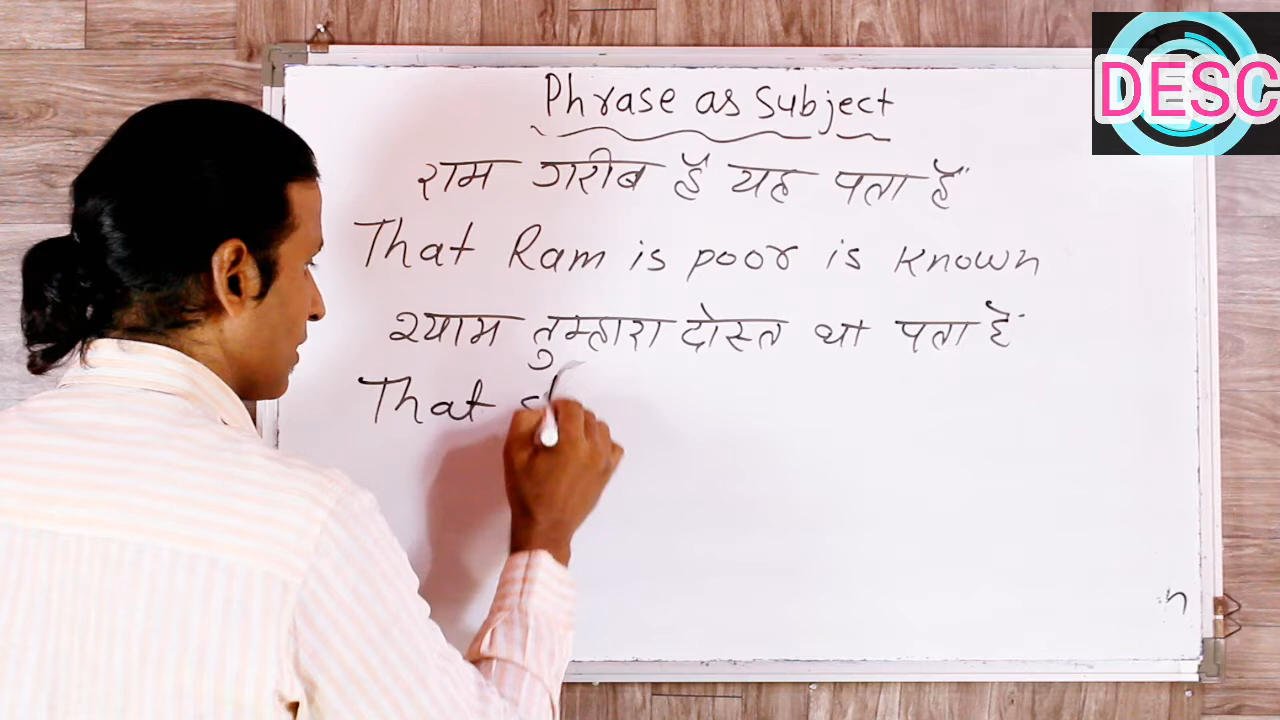 Phrase as Subject
राम गरीब हैं यह पता हैं
That Ram is poor is known
श्याम तुम्हारा दोस्त था पता हैं
That
DESC